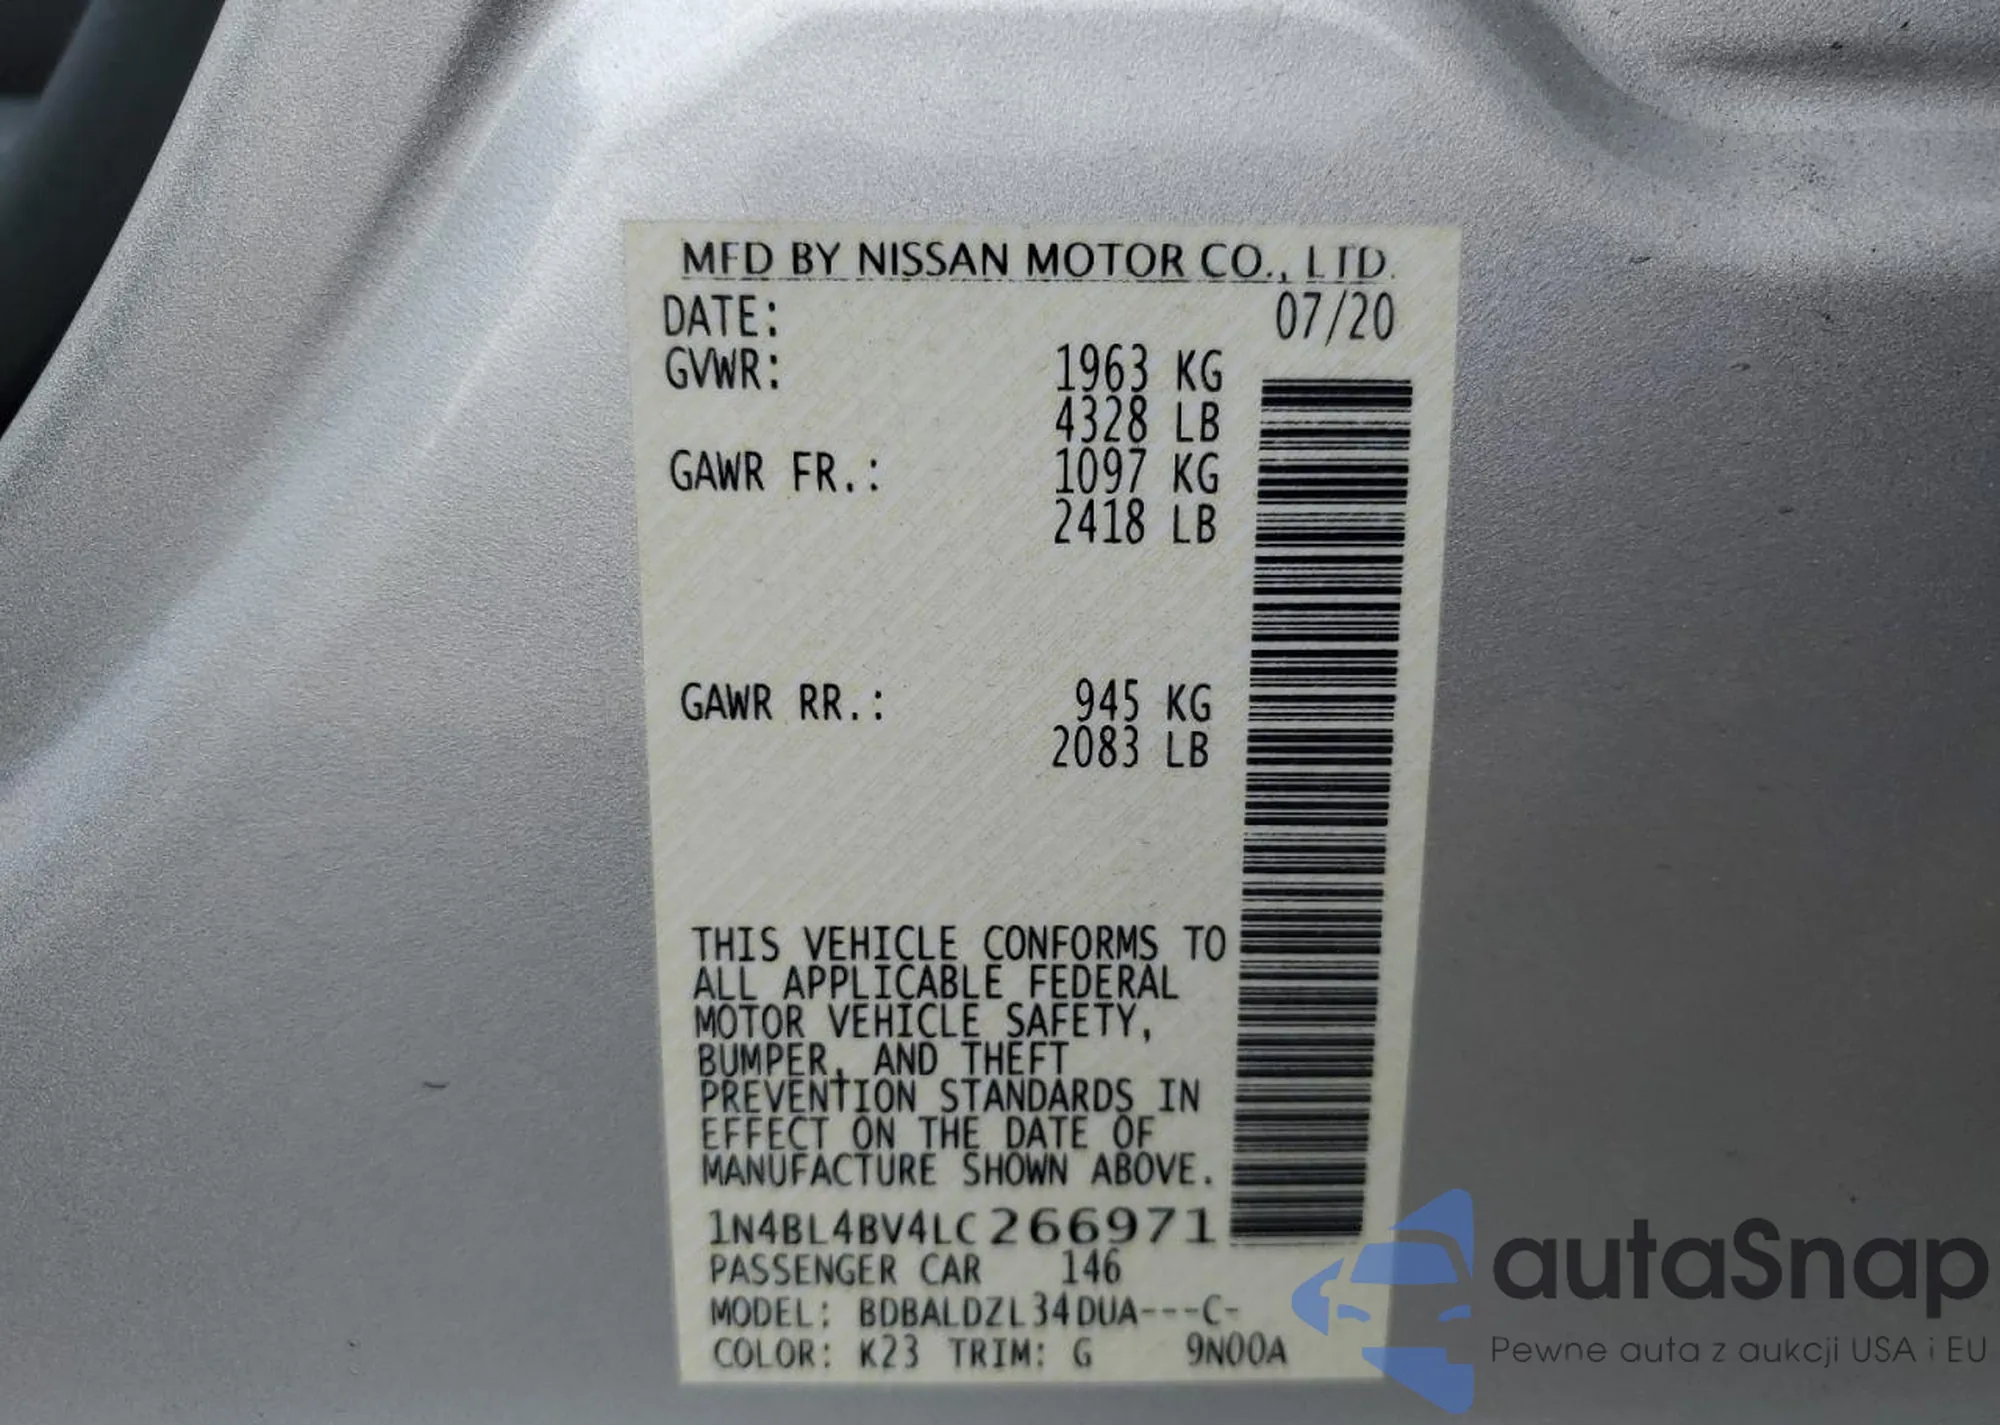 MFD BY NISSAN MOTOR CO., LTD.
DATE: 07/20
GVWR: 1963 KG
4328 LB
GAWR FR.: 1097 KG
2418 LB
GAWR RR.: 945 KG
2083 LB
THIS VEHICLE CONFORMS TO
ALL APPLICABLE FEDERAL
MOTOR VEHICLE SAFETY,
BUMPER, AND THEFT
PREVENTION STANDARDS IN
EFFECT ON THE DATE OF
MANUFACTURE SHOWN ABOVE.
1N4BL4BV4LC266971
PASSENGER CAR 146
MODEL: BDBALDZL34DUA---C-
COLOR: K23 TRIM: G 9N00A
autaSnap
Pewne auta z aukcji USA i EU